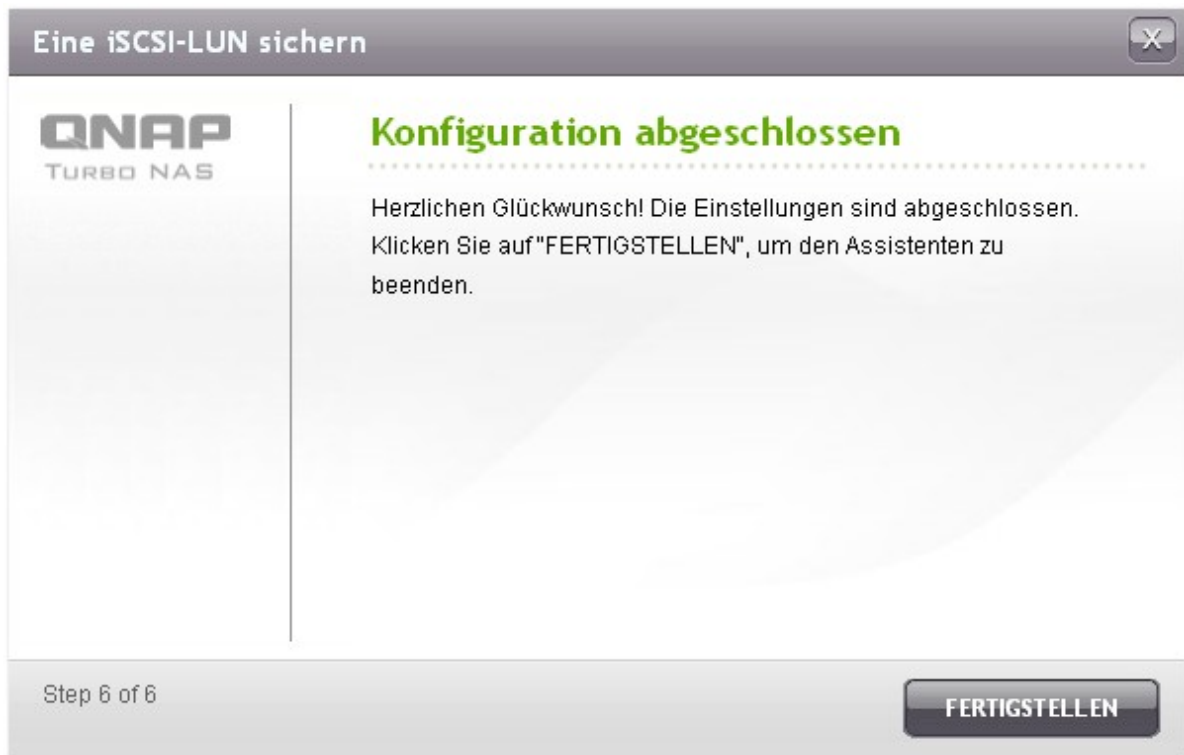 Eine iSCSI-LUN sichern
X
QNAP
TURBO NAS
Konfiguration abgeschlossen
Herzlichen Glückwunsch! Die Einstellungen sind abgeschlossen.
Klicken Sie auf "FERTIGSTELLEN", um den Assistenten zu
beenden.
Step 6 of 6
FERTIGSTELLEN